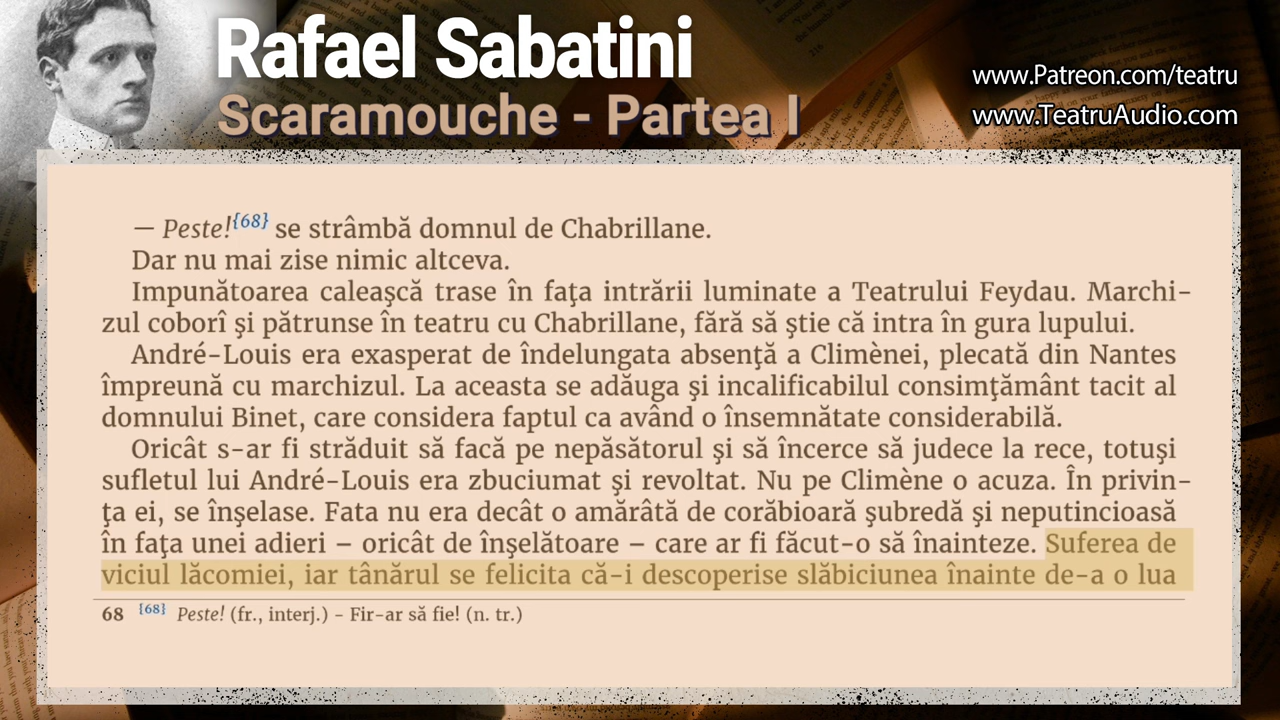 Rafael Sabatini
Scaramouche - Partea I
www.Patreon.com/teatru
www.TeatruAudio.com
— Peste!{68} se strâmbă domnul de Chabrillane.
Dar nu mai zise nimic altceva.
Impunătoarea caleaşcă trase în faţa intrării luminate a Teatrului Feydau. Marchi-
zul coborî şi pătrunse în teatru cu Chabrillane, fără să ştie că intra în gura lupului.
André-Louis era exasperat de îndelungata absenţă a Climènei, plecată din Nantes
împreună cu marchizul. La aceasta se adăuga şi incalificabilul consimţământ tacit al
domnului Binet, care considera faptul ca având o însemnătate considerabilă.
Oricât s-ar fi străduit să facă pe nepăsătorul şi să încerce să judece la rece, totuşi
sufletul lui André-Louis era zbuciumat şi revoltat. Nu pe Climène o acuza. În privin-
ţa ei, se înşelase. Fata nu era decât o amărâtă de corăbioară şubredă şi neputincioasă
în faţa unei adieri – oricât de înşelătoare – care ar fi făcut-o să înainteze. Suferea de
viciul lăcomiei, iar tânărul se felicita că-i descoperise slăbiciunea înainte de-a o lua
68 {68} Peste! (fr., interj.) - Fir-ar să fie! (n. tr.)